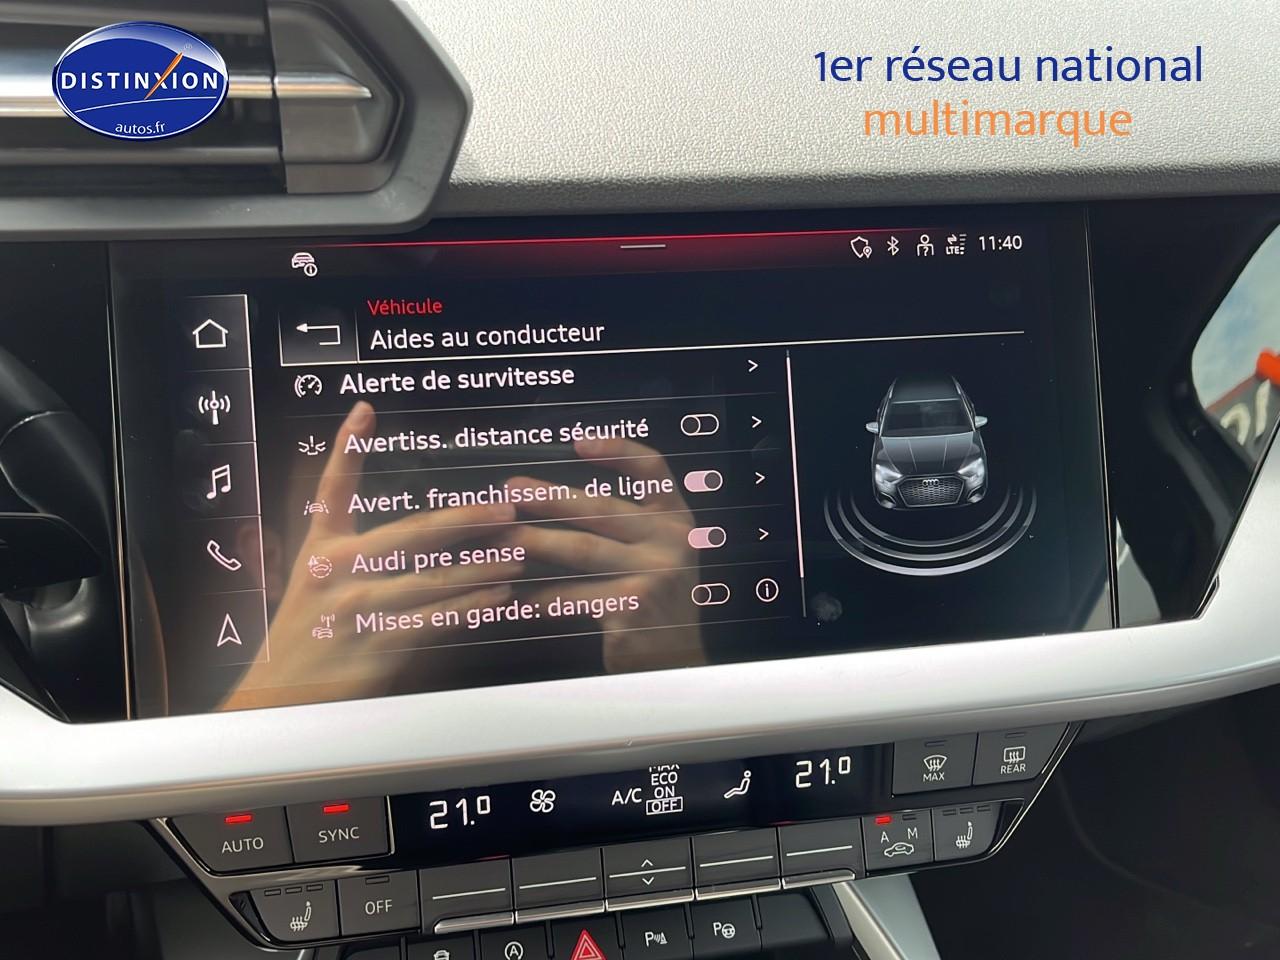 DISTINXION
autos.fr
1er réseau national
multimarque
LTE
11:40
Véhicule
Aides au conducteur
Alerte de survitesse
Avertiss. distance sécurité
Avert. franchissem. de ligne
Audi pre sense
Mises en garde: dangers
21.0
A/C
MAX
ECO
ON
OFF
21.0
MAX
REAR
AUTO
SYNC
A M
OFF
A
P
P